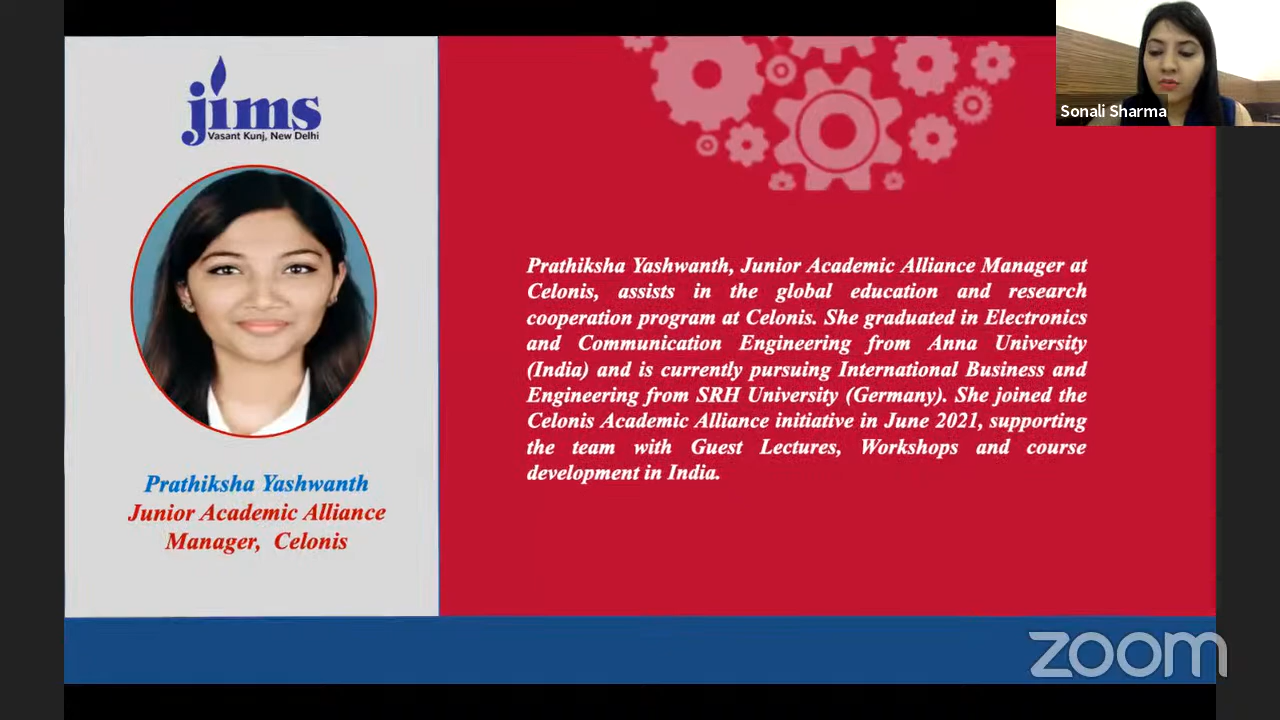 jims
Vasant Kunj, New Delhi
Prathiksha Yashwanth
Junior Academic Alliance
Manager, Celonis
Prathiksha Yashwanth, Junior Academic Alliance Manager at
Celonis, assists in the global education and research
cooperation program at Celonis. She graduated in Electronics
and Communication Engineering from Anna University
(India) and is currently pursuing International Business and
Engineering from SRH University (Germany). She joined the
Celonis Academic Alliance initiative in June 2021, supporting
the team with Guest Lectures, Workshops and course
development in India.
Sonali Sharma
zoom